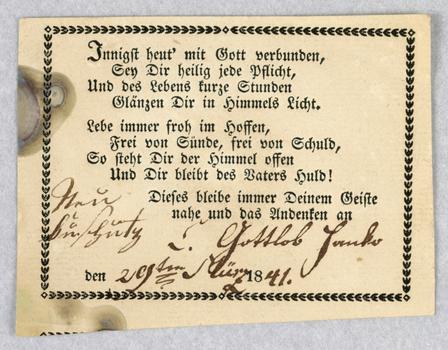 Innigst heut' mit Gott verbunden,
Sey Dir heilig jede Pflicht,
Und des Lebens kurze Stunden
Glänzen Dir in Himmels Licht.
Lebe immer froh im Hoffen,
Frei von Sünde, frei von Schuld,
So steht Dir der Himmel offen
Und Dir bleibt des Vaters Huld!
Dieses bleibe immer Deinem Geiste
nahe und das Andenken an
Neu
Gottlob Janko
den 29ten März 1841.